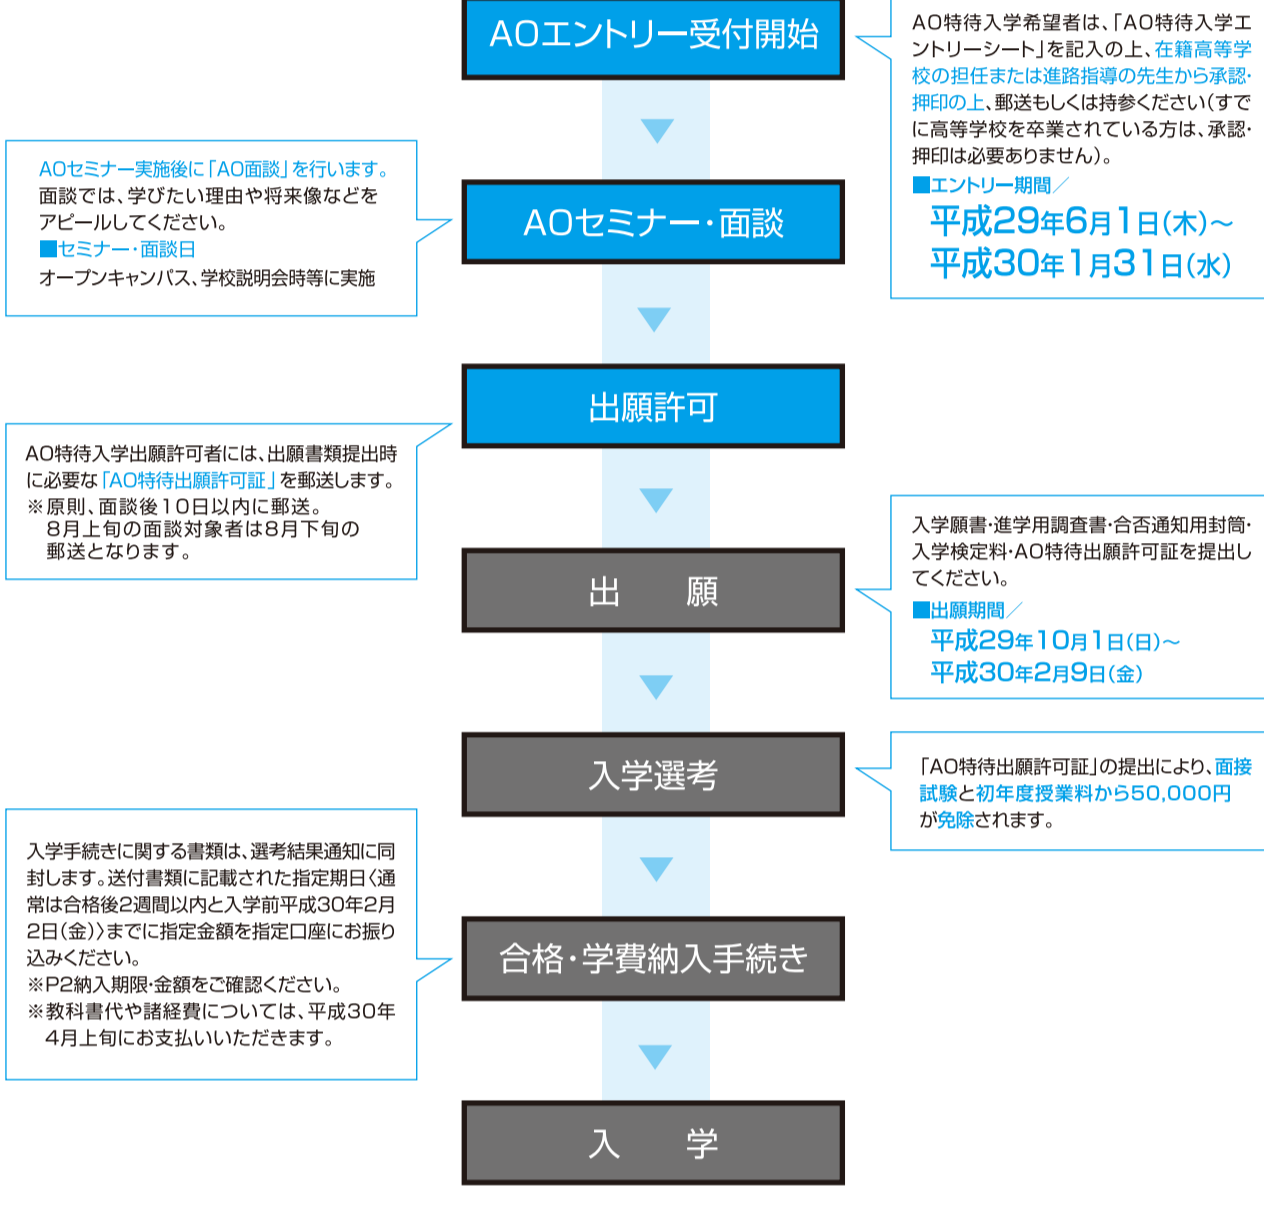 AOエントリー受付開始
AO特待入学希望者は、「AO特待入学エ
ントリーシート」を記入の上、在籍高等学
校の担任または進路指導の先生から承認・
押印の上、郵送もしくは持参ください(すで
に高等学校を卒業されている方は、承認・
押印は必要ありません)。
■エントリー期間／
平成29年6月1日(木)～
平成30年1月31日(水)
AOセミナー実施後に「AO面談」を行います。
面談では、学びたい理由や将来像などを
アピールしてください。
■セミナー・面談日
オープンキャンパス、学校説明会時等に実施
AOセミナー・面談
出願許可
AO特待入学出願許可者には、出願書類提出時
に必要な「AO特待出願許可証」を郵送します。
※原則、面談後10日以内に郵送。
8月上旬の面談対象者は8月下旬の
郵送となります。
出　願
入学願書・進学用調査書・合否通知用封筒・
入学検定料・AO特待出願許可証を提出し
てください。
■出願期間／
平成29年10月1日(日)～
平成30年2月9日(金)
入学選考
「AO特待出願許可証」の提出により、面接
試験と初年度授業料から50,000円
が免除されます。
入学手続きに関する書類は、選考結果通知に同
封します。送付書類に記載された指定期日〈通
常は合格後2週間以内と入学前平成30年2月
2日(金)〉までに指定金額を指定口座にお振り
込みください。
※P2納入期限・金額をご確認ください。
※教科書代や諸経費については、平成30年
4月上旬にお支払いいただきます。
合格・学費納入手続き
入　学